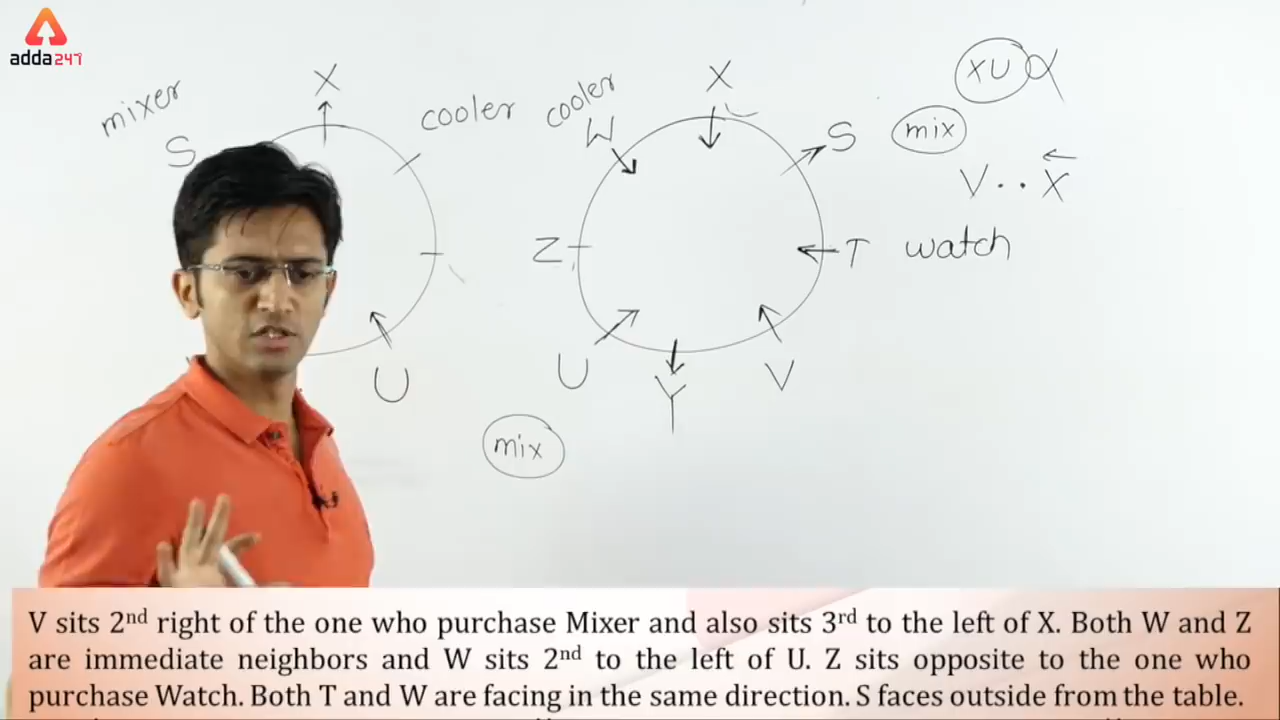 adda247
mixer
X
cooler
S
U
cooler
W
X
S
mix
T
watch
Z
U
Y
V
mix
XU
V..X
V sits 2nd right of the one who purchase Mixer and also sits 3rd to the left of X. Both W and Z
are immediate neighbors and W sits 2nd to the left of U. Z sits opposite to the one who
purchase Watch. Both T and W are facing in the same direction. S faces outside from the table.